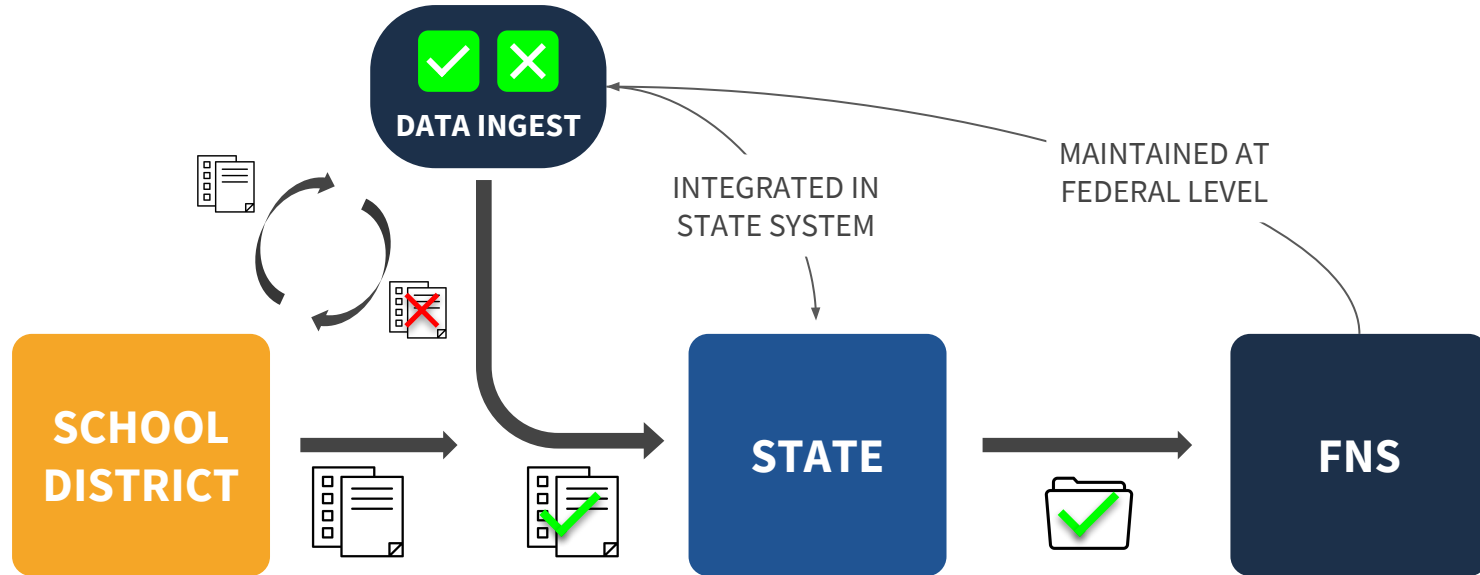 DATA INGEST
INTEGRATED IN
STATE SYSTEM
MAINTAINED AT
FEDERAL LEVEL
SCHOOL
DISTRICT
STATE
FNS